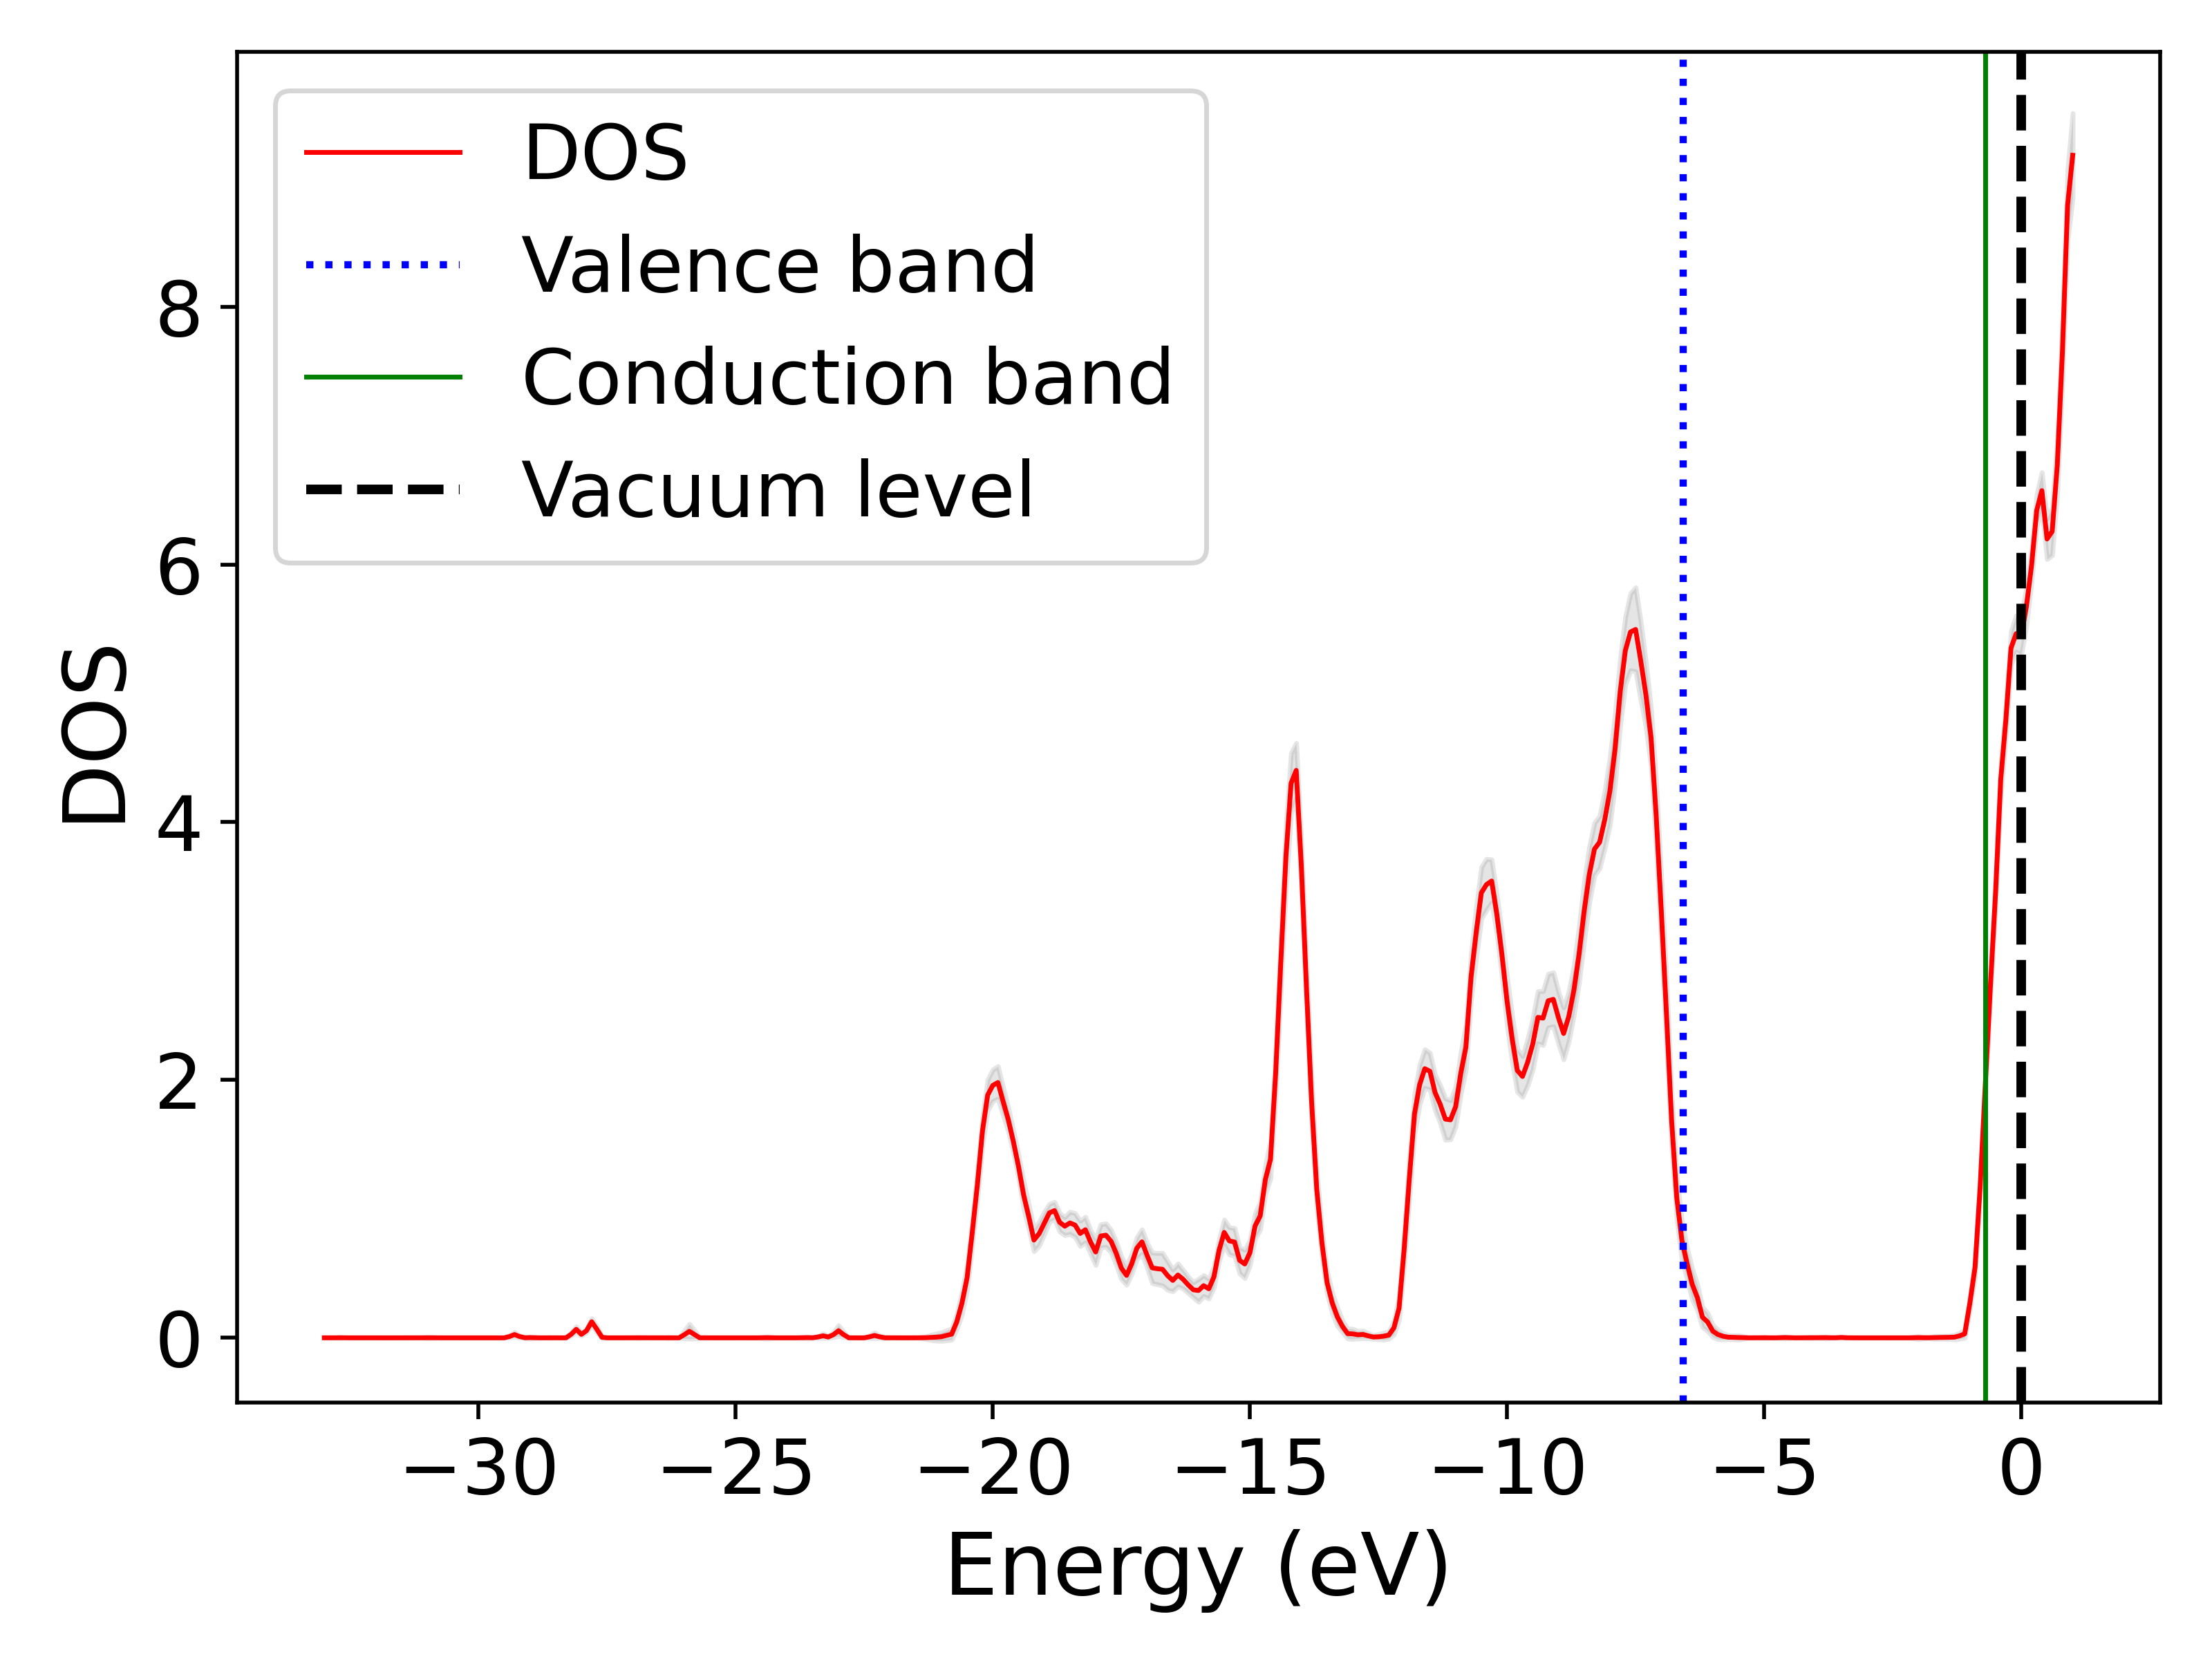 DOS
Valence band
Conduction band
Vacuum level
8
6
4
2
0
DOS
−30 −25 −20 −15 −10 −5 0
Energy (eV)